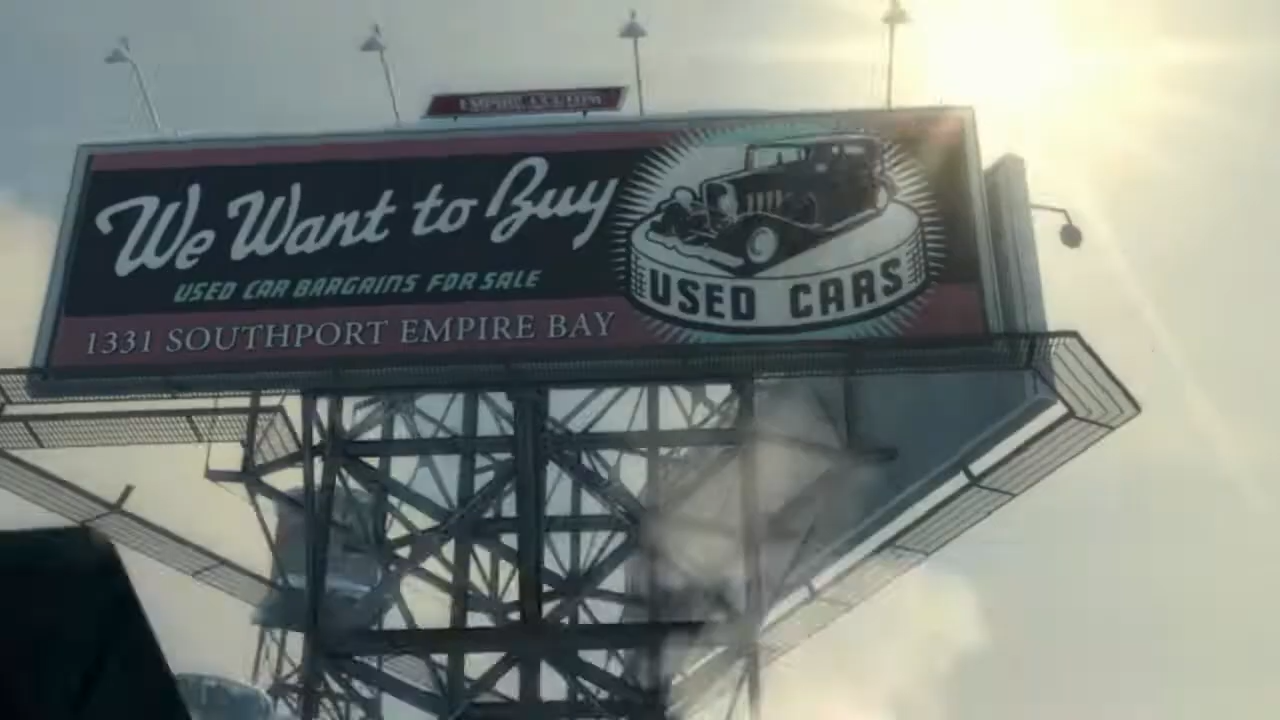 We Want to Buy
USED CAR BARGAINS FOR SALE
1331 SOUTHPORT EMPIRE BAY
USED CARS